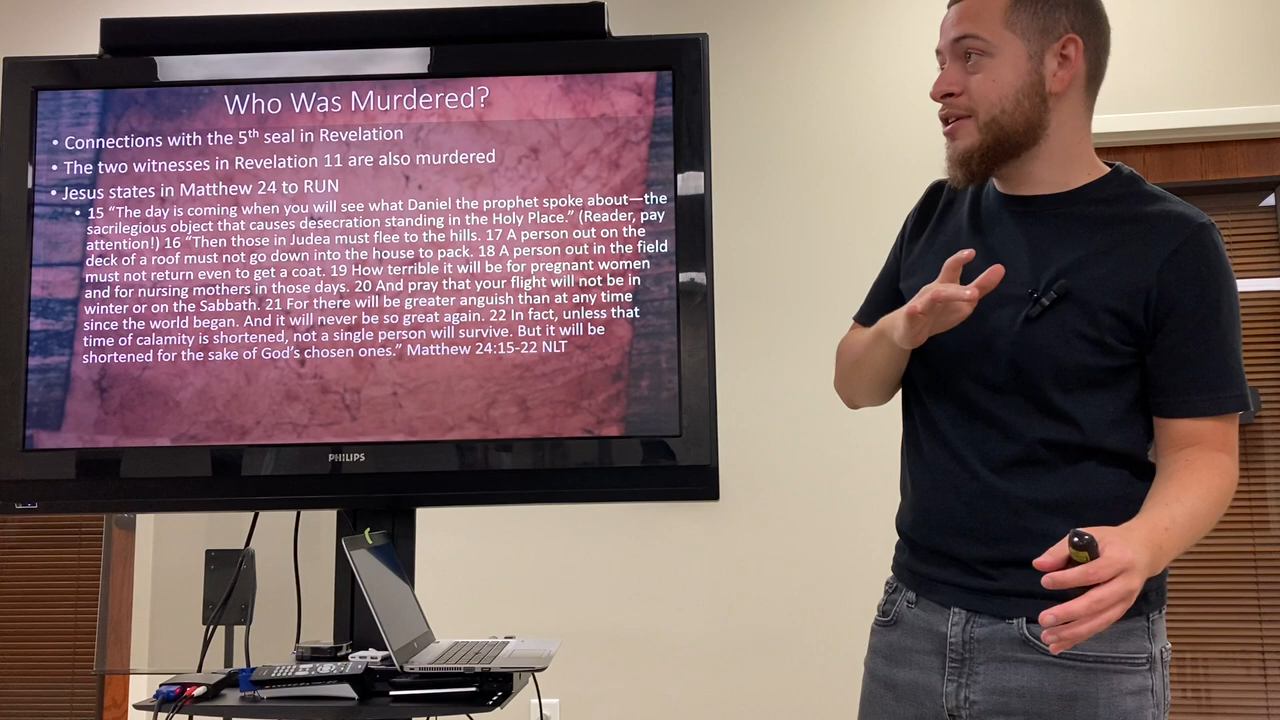 Who Was Murdered?
• Connections with the 5th seal in Revelation
• The two witnesses in Revelation 11 are also murdered
• Jesus states in Matthew 24 to RUN
• 15 “The day is coming when you will see what Daniel the prophet spoke about—the
sacrilegious object that causes desecration standing in the Holy Place.” (Reader, pay
attention!) 16 “Then those in Judea must flee to the hills. 17 A person out on the
deck of a roof must not go down into the house to pack. 18 A person out in the field
must not return even to get a coat. 19 How terrible it will be for pregnant women
and for nursing mothers in those days. 20 And pray that your flight will not be in
winter or on the Sabbath. 21 For there will be greater anguish than at any time
since the world began. And it will never be so great again. 22 In fact, unless that
time of calamity is shortened, not a single person will survive. But it will be
shortened for the sake of God’s chosen ones.” Matthew 24:15-22 NLT
PHILIPS